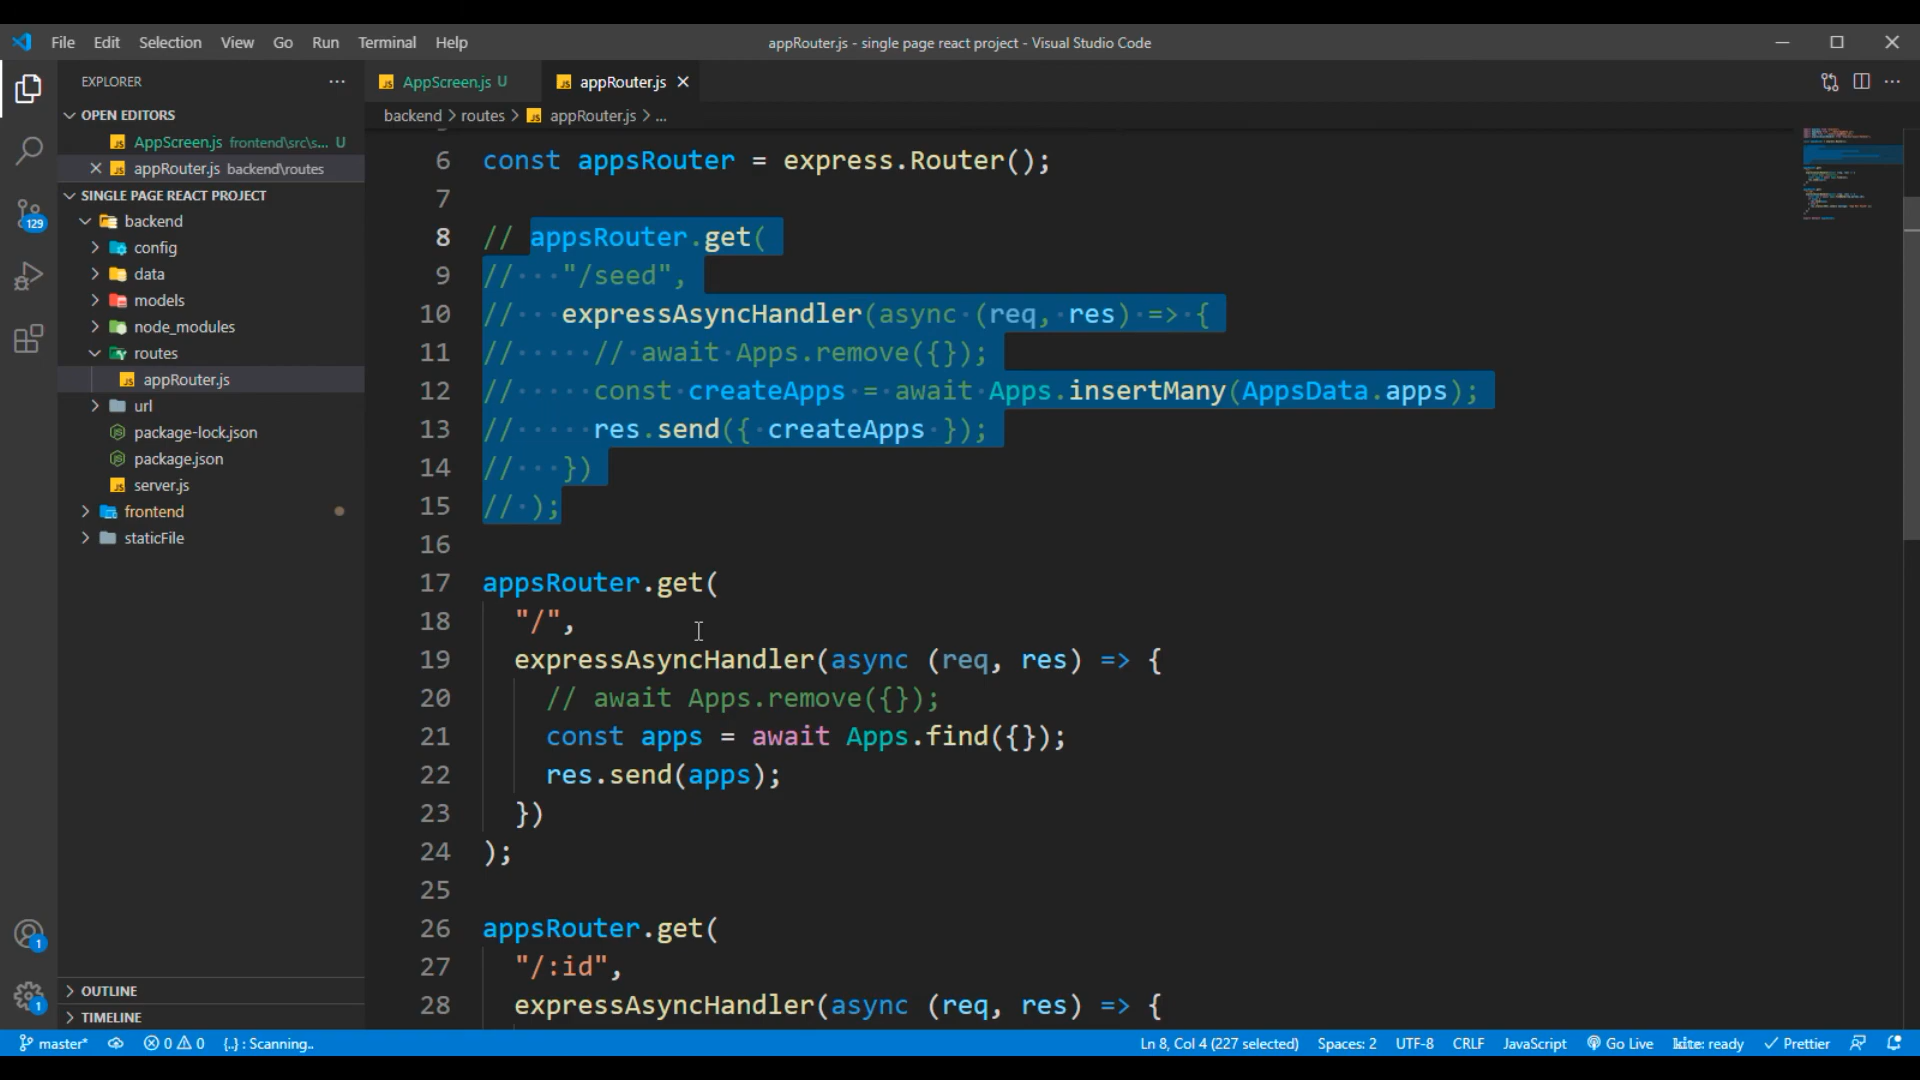 File Edit Selection View Go Run Terminal Help
appRouter.js - single page react project - Visual Studio Code
EXPLORER
OPEN EDITORS
AppScreen.js frontend\src\s... U
appRouter.js backend\routes
SINGLE PAGE REACT PROJECT
backend
config
data
models
node_modules
routes
appRouter.js
url
package-lock.json
package.json
server.js
frontend
staticFile
OUTLINE
TIMELINE
129
1
1
AppScreen.js U
appRouter.js
backend > routes > appRouter.js > ...
6 const appsRouter = express.Router();
7
8 // appsRouter.get(
9 //   "/seed",
10 //   expressAsyncHandler(async (req, res) => {
11 //     // await Apps.remove({});
12 //     const createApps = await Apps.insertMany(AppsData.apps);
13 //     res.send({ createApps });
14 //   })
15 // );
16
17 appsRouter.get(
18   "/",
19   expressAsyncHandler(async (req, res) => {
20     // await Apps.remove({});
21     const apps = await Apps.find({});
22     res.send(apps);
23   })
24 );
25
26 appsRouter.get(
27   "/:id",
28   expressAsyncHandler(async (req, res) => {
master* 0 0 {..} : Scanning..
Ln 8, Col 4 (227 selected) Spaces: 2 UTF-8 CRLF JavaScript Go Live kite: ready Prettier